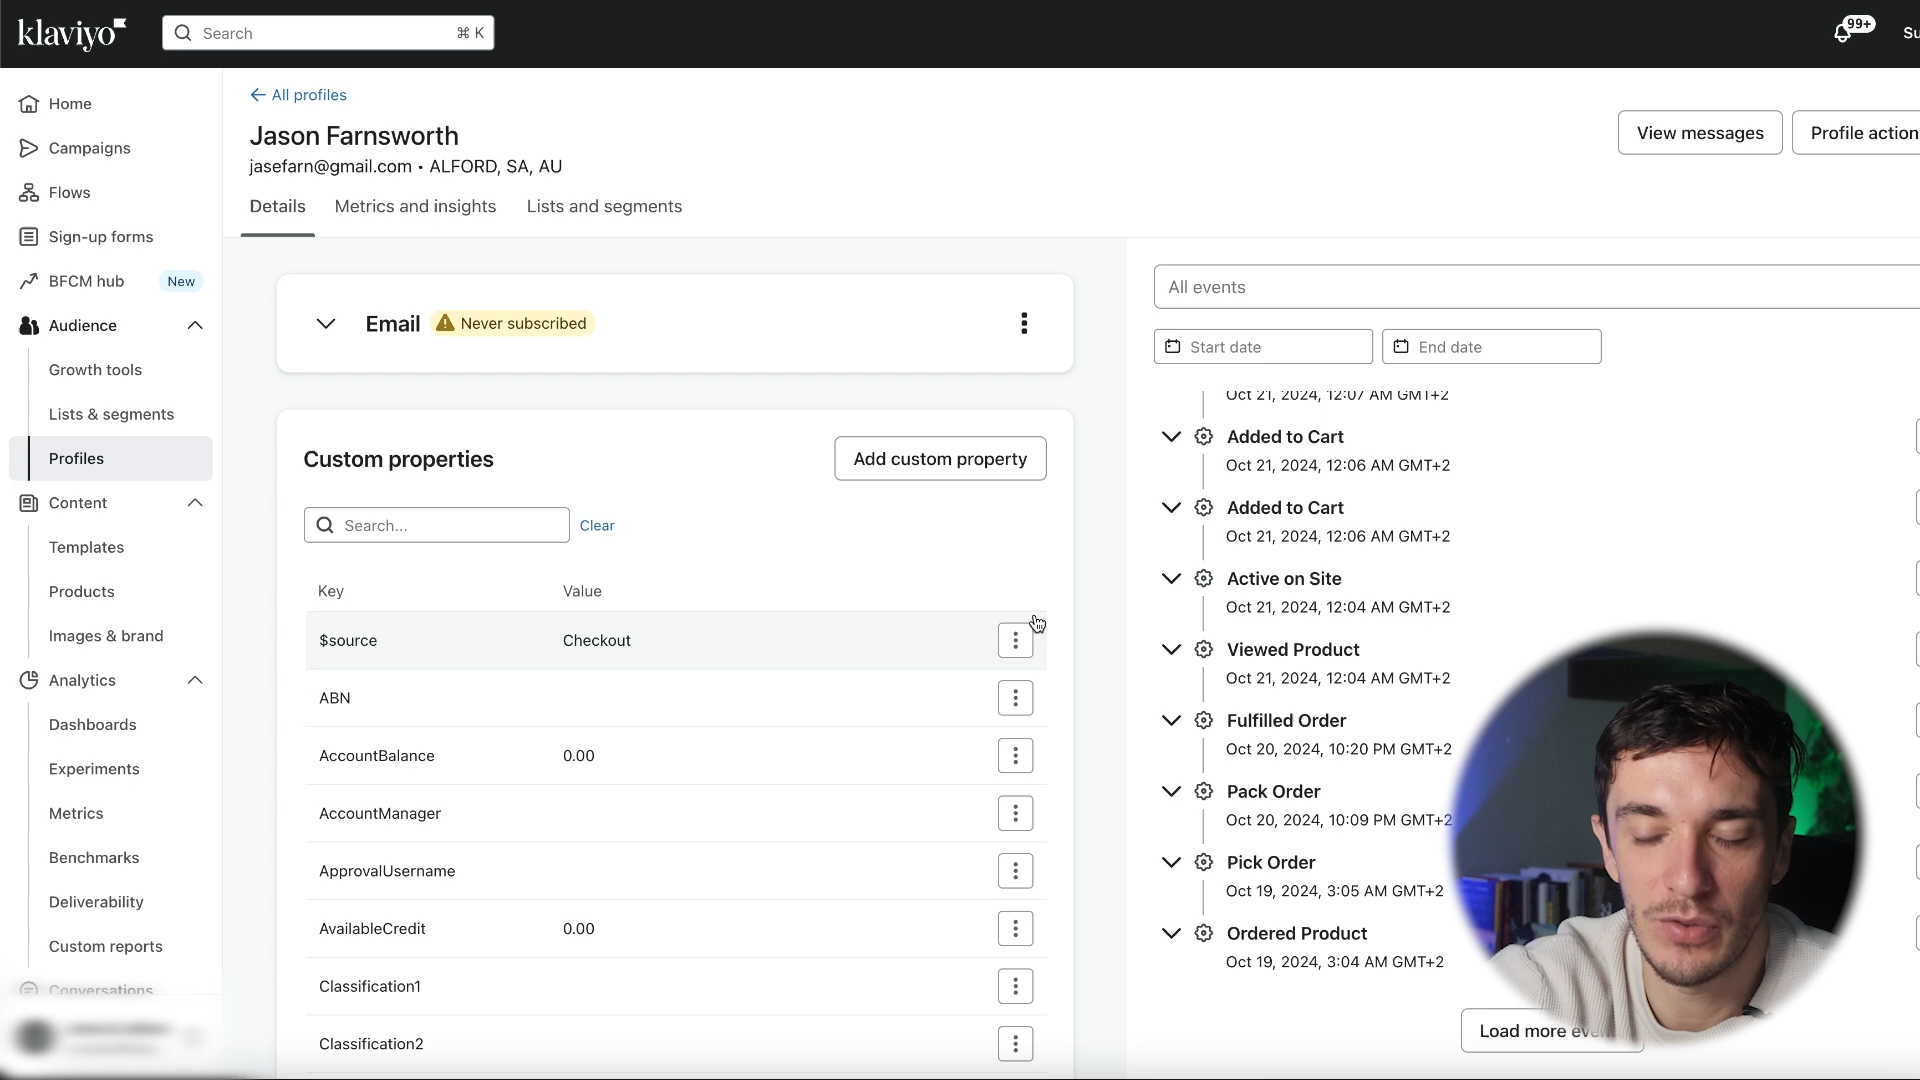 klaviyo
Search
⌘ K
99+
Su
Home
Campaigns
Flows
Sign-up forms
BFCM hub
New
Audience
Growth tools
Lists & segments
Profiles
Content
Templates
Products
Images & brand
Analytics
Dashboards
Experiments
Metrics
Benchmarks
Deliverability
Custom reports
Conversations
← All profiles
Jason Farnsworth
jasefarn@gmail.com • ALFORD, SA, AU
View messages
Profile action
Details
Metrics and insights
Lists and segments
Email
Never subscribed
Custom properties
Add custom property
Search...
Clear
Key
Value
$source
Checkout
ABN
AccountBalance
0.00
AccountManager
ApprovalUsername
AvailableCredit
0.00
Classification1
Classification2
All events
Start date
End date
Oct 21, 2024, 12:07 AM GMT+2
Added to Cart
Oct 21, 2024, 12:06 AM GMT+2
Added to Cart
Oct 21, 2024, 12:06 AM GMT+2
Active on Site
Oct 21, 2024, 12:04 AM GMT+2
Viewed Product
Oct 21, 2024, 12:04 AM GMT+2
Fulfilled Order
Oct 20, 2024, 10:20 PM GMT+2
Pack Order
Oct 20, 2024, 10:09 PM GMT+2
Pick Order
Oct 19, 2024, 3:05 AM GMT+2
Ordered Product
Oct 19, 2024, 3:04 AM GMT+2
Load more eve